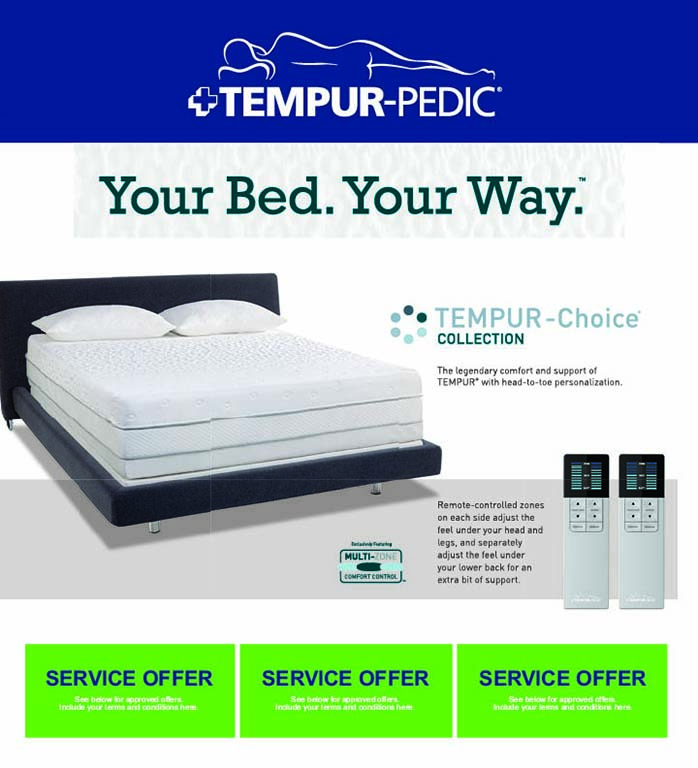 TEMPUR-PEDIC®
Your Bed. Your Way.™
TEMPUR-Choice®
COLLECTION
The legendary comfort and support of
TEMPUR® with head-to-toe personalization.
Remote-controlled zones
on each side adjust the
feel under your head and
legs, and separately
adjust the feel under
your lower back for an
extra bit of support.
Exclusively Featuring
MULTI-ZONE
COMFORT CONTROL™
TEMPUR-PEDIC
TEMPUR-PEDIC
SERVICE OFFER
See below for approved offers.
Include your terms and conditions here.
SERVICE OFFER
See below for approved offers.
Include your terms and conditions here.
SERVICE OFFER
See below for approved offers.
Include your terms and conditions here.